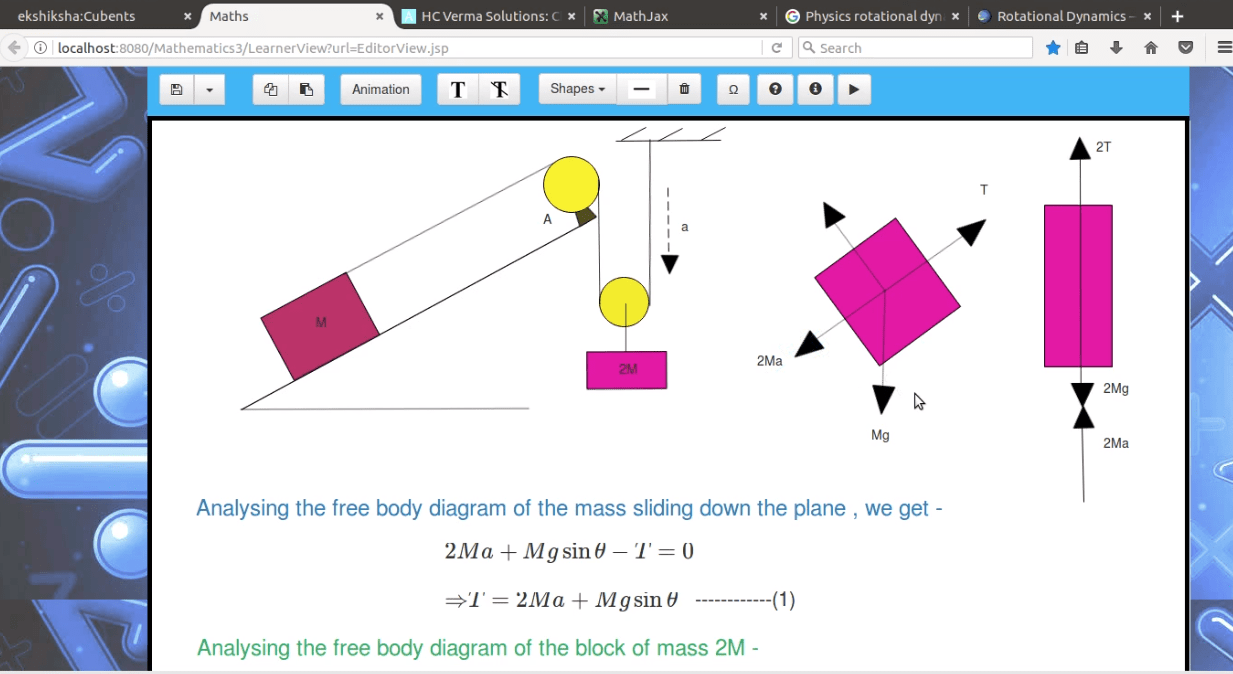 ekshiksha:Cubents × Maths × HC Verma Solutions: C × MathJax × Physics rotational dyn × Rotational Dynamics – × +
localhost:8080/Mathematics3/LearnerView?url=EditorView.jsp Search
Animation T T Shapes Ω
2T
T
A
a
M
2Ma
2M
2Mg
Mg
2Ma
Analysing the free body diagram of the mass sliding down the plane , we get -
2Ma + Mg sin θ − T = 0
⇒T = 2Ma + Mg sin θ ------------(1)
Analysing the free body diagram of the block of mass 2M -